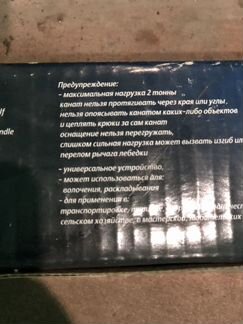 Предупреждение:
- максимальная нагрузка 2 тонны
канат нельзя протягивать через края или углы,
нельзя опоясывать канатом каких-либо объектов
и цеплять крюки за сам канат
оснащение нельзя перегружать,
слишком сильная нагрузка может вызвать изгиб или
перелом рычага лебедки
- универсальное устройство,
- может использоваться для:
волочения, раскладывания
- для применения в:
транспортировке,
сельском хозяйстве, в мастерской,